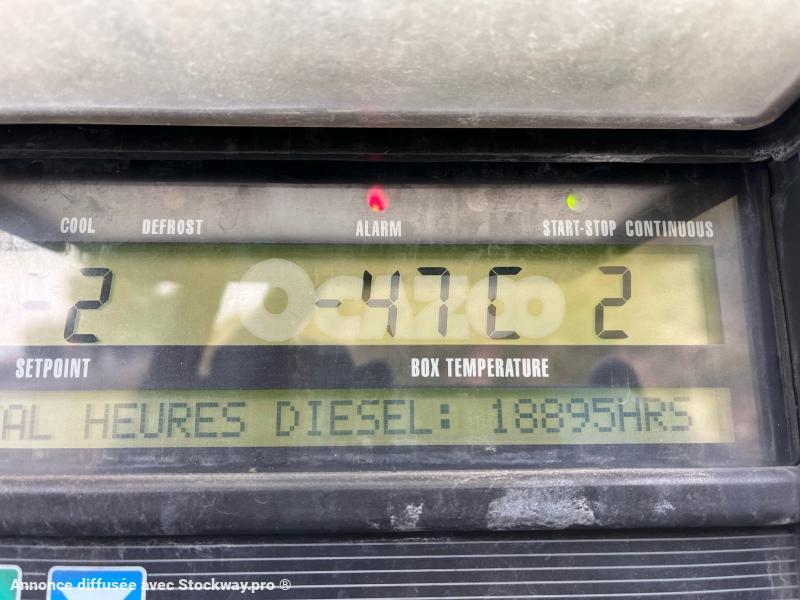 COOL DEFROST ALARM START-STOP CONTINUOUS
-2 -47C 2
Ocazoo
SETPOINT BOX TEMPERATURE
AL HEURES DIESEL: 18895HRS
Annonce diffusée avec Stockway.pro ®